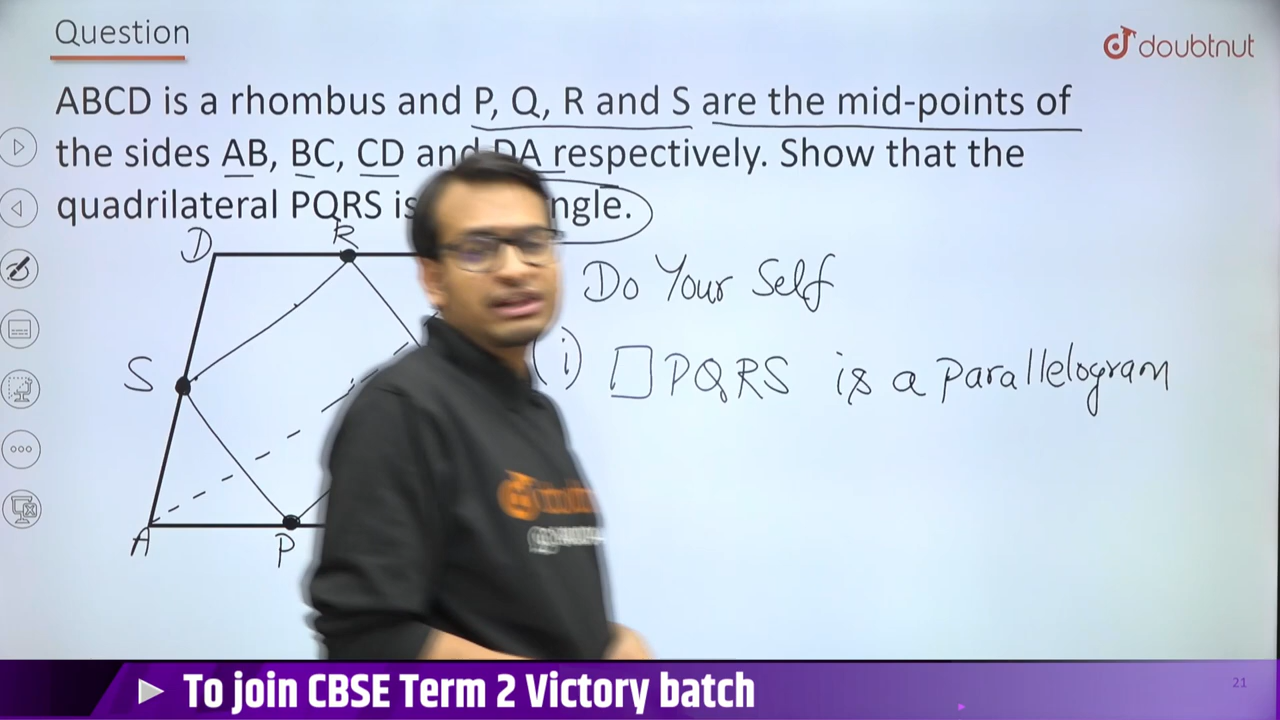 Question
doubtnut
ABCD is a rhombus and P, Q, R and S are the mid-points of
the sides AB, BC, CD and DA respectively. Show that the
quadrilateral PQRS is ngle.
D R
Do Your Self
(i) □PQRS is a parallelogram
S
A P
To join CBSE Term 2 Victory batch
21